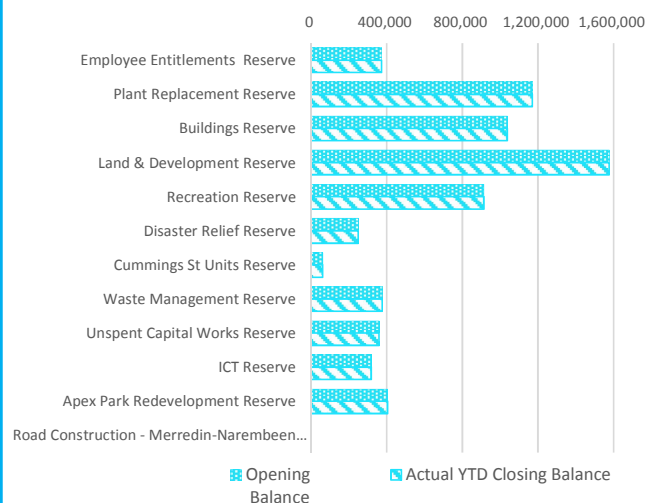 0 400,000 800,000 1,200,000 1,600,000
Employee Entitlements Reserve
Plant Replacement Reserve
Buildings Reserve
Land & Development Reserve
Recreation Reserve
Disaster Relief Reserve
Cummings St Units Reserve
Waste Management Reserve
Unspent Capital Works Reserve
ICT Reserve
Apex Park Redevelopment Reserve
Road Construction - Merredin-Narembeen...
Opening Actual YTD Closing Balance
Balance